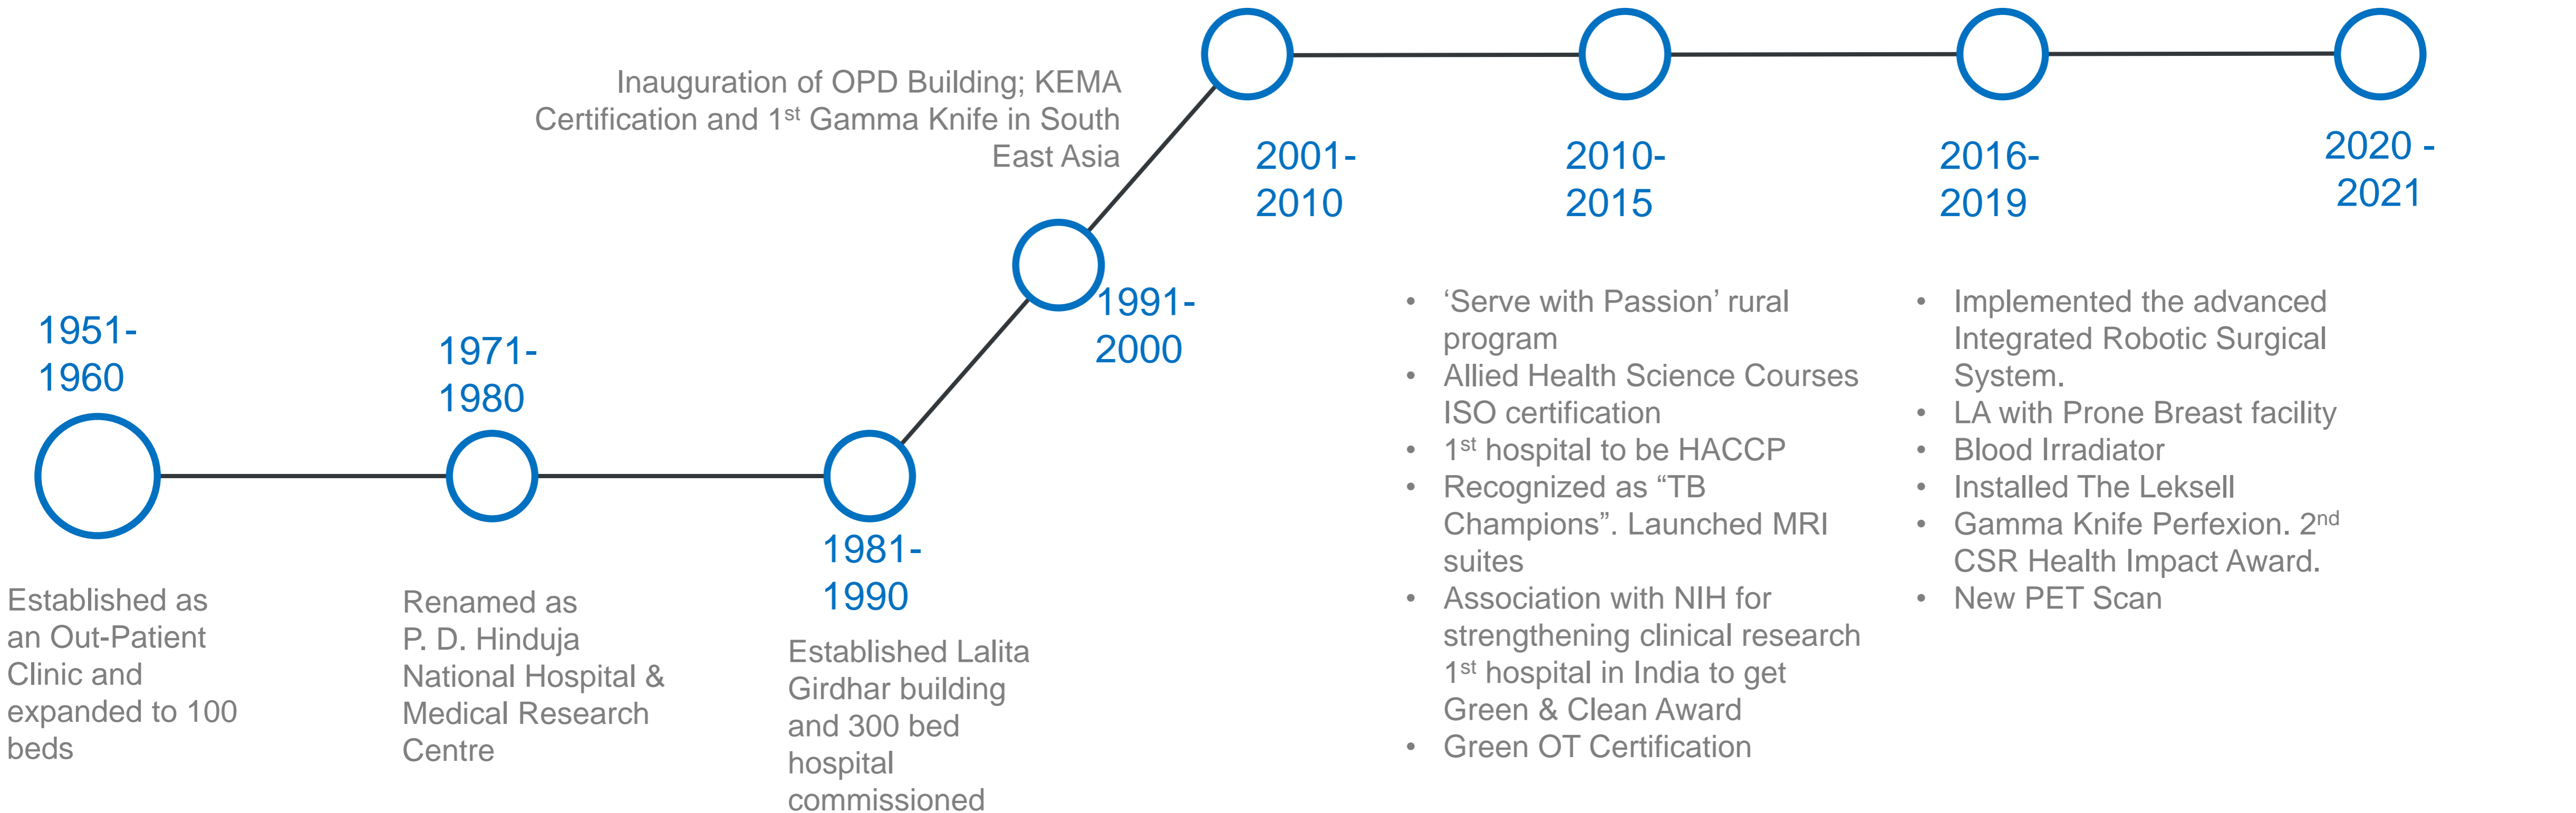 1951-
1960
Established as
an Out-Patient
Clinic and
expanded to 100
beds
1971-
1980
Renamed as
P. D. Hinduja
National Hospital &
Medical Research
Centre
1981-
1990
Established Lalita
Girdhar building
and 300 bed
hospital
commissioned
Inauguration of OPD Building; KEMA
Certification and 1st Gamma Knife in South
East Asia
1991-
2000
2001-
2010
2010-
2015
• ‘Serve with Passion’ rural
program
• Allied Health Science Courses
ISO certification
• 1st hospital to be HACCP
• Recognized as “TB
Champions”. Launched MRI
suites
• Association with NIH for
strengthening clinical research
1st hospital in India to get
Green & Clean Award
• Green OT Certification
2016-
2019
• Implemented the advanced
Integrated Robotic Surgical
System.
• LA with Prone Breast facility
• Blood Irradiator
• Installed The Leksell
• Gamma Knife Perfexion. 2nd
CSR Health Impact Award.
• New PET Scan
2020 -
2021